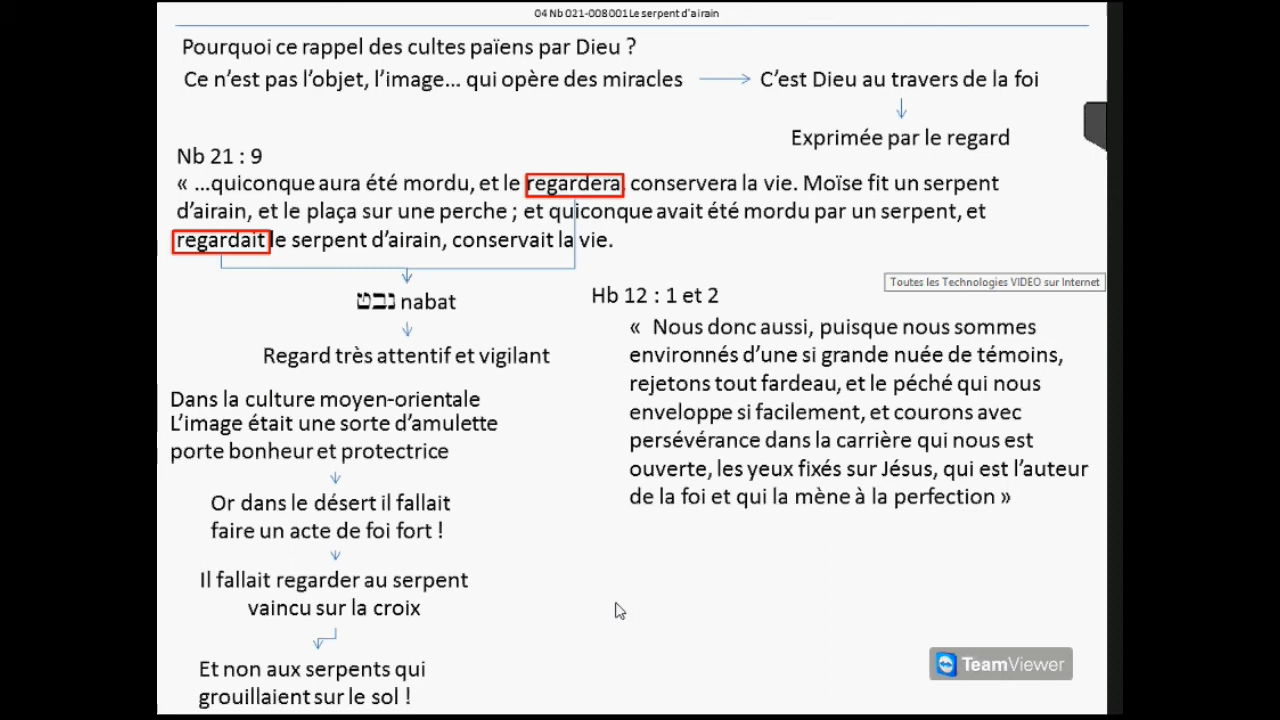 04 Nb 021-008001Le serpent d'airain
Pourquoi ce rappel des cultes païens par Dieu ?
Ce n'est pas l'objet, l'image... qui opère des miracles
C'est Dieu au travers de la foi
Exprimée par le regard
Nb 21 : 9
« ...quiconque aura été mordu, et le regardera, conservera la vie. Moïse fit un serpent
d'airain, et le plaça sur une perche ; et quiconque avait été mordu par un serpent, et
regardait le serpent d'airain, conservait la vie.
נבט nabat
Regard très attentif et vigilant
Dans la culture moyen-orientale
L'image était une sorte d'amulette
porte bonheur et protectrice
Or dans le désert il fallait
faire un acte de foi fort !
Il fallait regarder au serpent
vaincu sur la croix
Et non aux serpents qui
grouillaient sur le sol !
Toutes les Technologies VIDEO sur Internet
Hb 12 : 1 et 2
« Nous donc aussi, puisque nous sommes
environnés d'une si grande nuée de témoins,
rejetons tout fardeau, et le péché qui nous
enveloppe si facilement, et courons avec
persévérance dans la carrière qui nous est
ouverte, les yeux fixés sur Jésus, qui est l'auteur
de la foi et qui la mène à la perfection »
TeamViewer